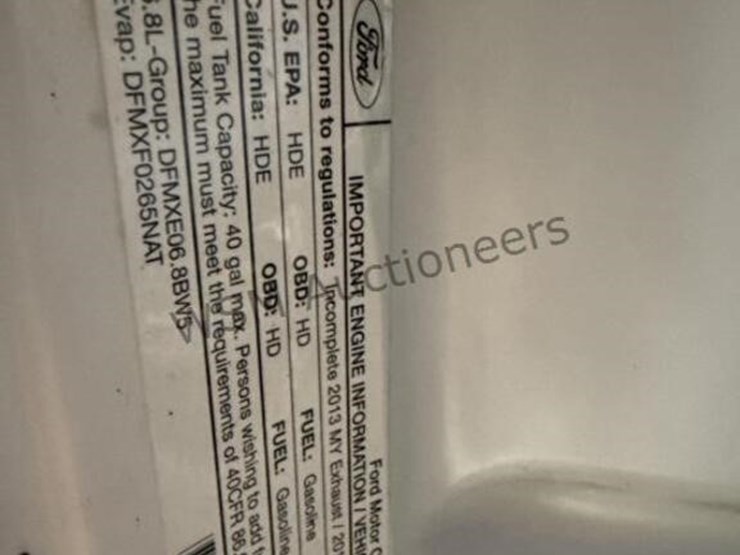 Ford
Ford Motor C
IMPORTANT ENGINE INFORMATION / VEHI
Conforms to regulations: Incomplete 2013 MY Exhaust / 20
U.S. EPA: HDE OBD: HD FUEL: Gasoline
California: HDE OBD: HD FUEL: Gasoline
Fuel Tank Capacity: 40 gal max. Persons wishing to add
he maximum must meet the requirements of 40CFR 86.
.8L-Group: DFMXE06.8BW5
Evap: DFMXF0265NAT
Auctioneers